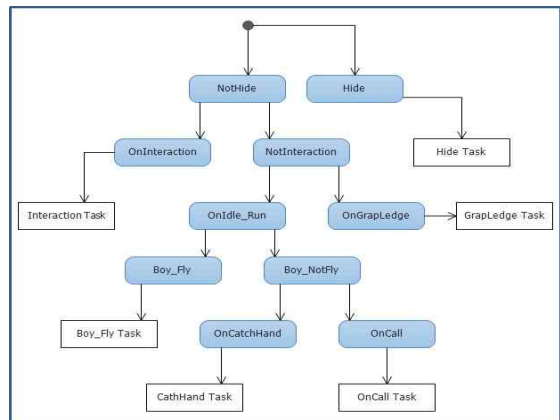 NotHide
Hide
OnInteraction
NotInteraction
Hide Task
Interaction Task
OnIdle_Run
OnGrapLedge
GrapLedge Task
Boy_Fly
Boy_NotFly
Boy_Fly Task
OnCatchHand
OnCall
CathHand Task
OnCall Task